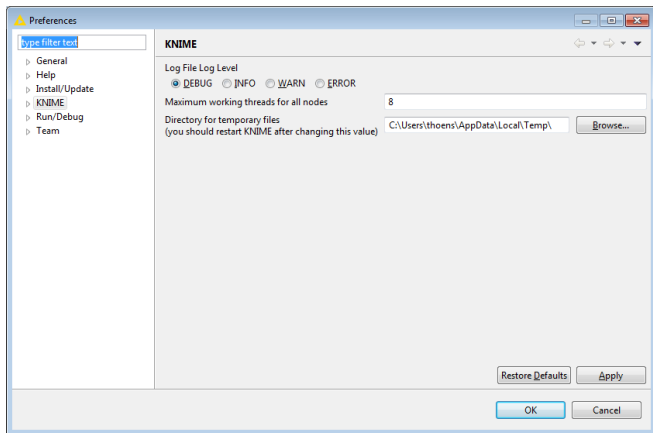 Preferences
type filter text
General
Help
Install/Update
KNIME
Run/Debug
Team
KNIME
Log File Log Level
DEBUG INFO WARN ERROR
Maximum working threads for all nodes 8
Directory for temporary files
(you should restart KNIME after changing this value) C:\Users\thoens\AppData\Local\Temp\ Browse...
Restore Defaults Apply
OK Cancel